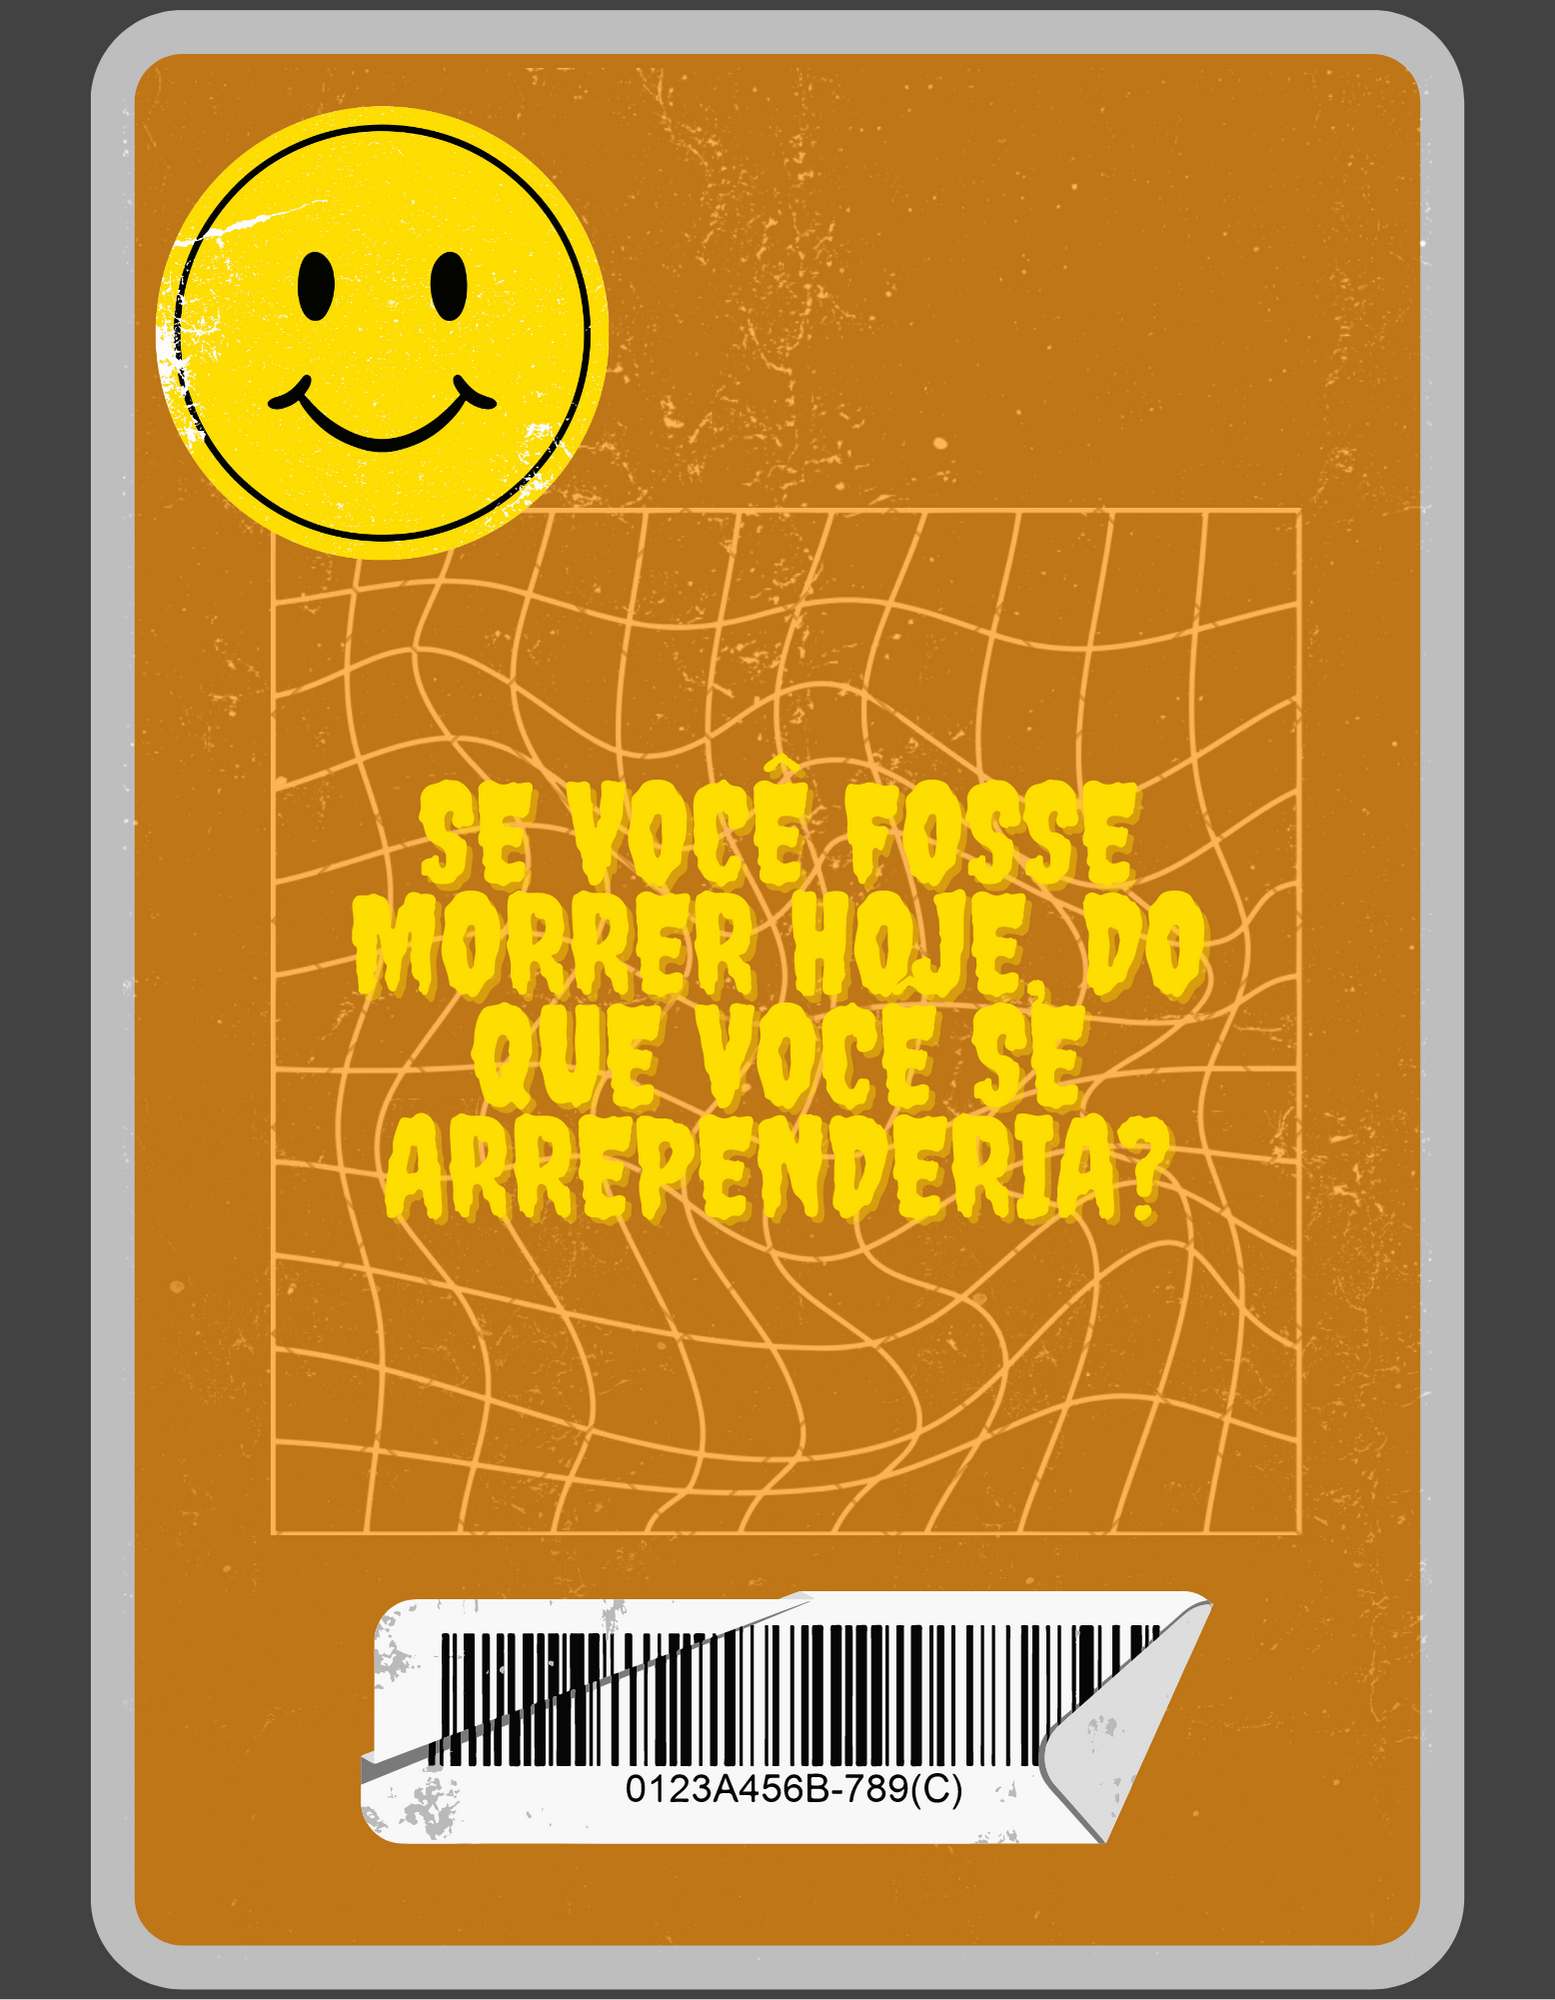 SE VOCÊ FOSSE
MORRER HOJE, DO
QUE VOCE SE
ARREPENDERIA?
0123A456B-789(C)